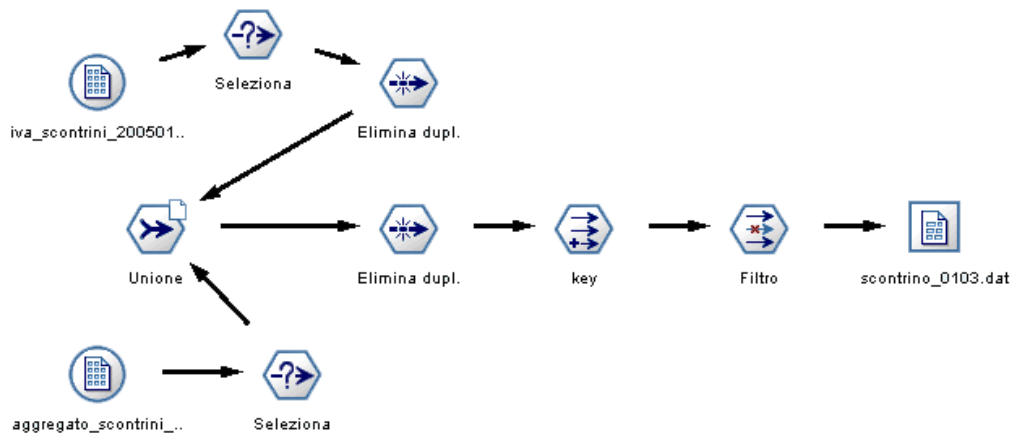 Seleziona
iva_scontrini_200501..
Elimina dupl.
Unione
Elimina dupl.
key
Filtro
scontrino_0103.dat
aggregato_scontrini_..
Seleziona